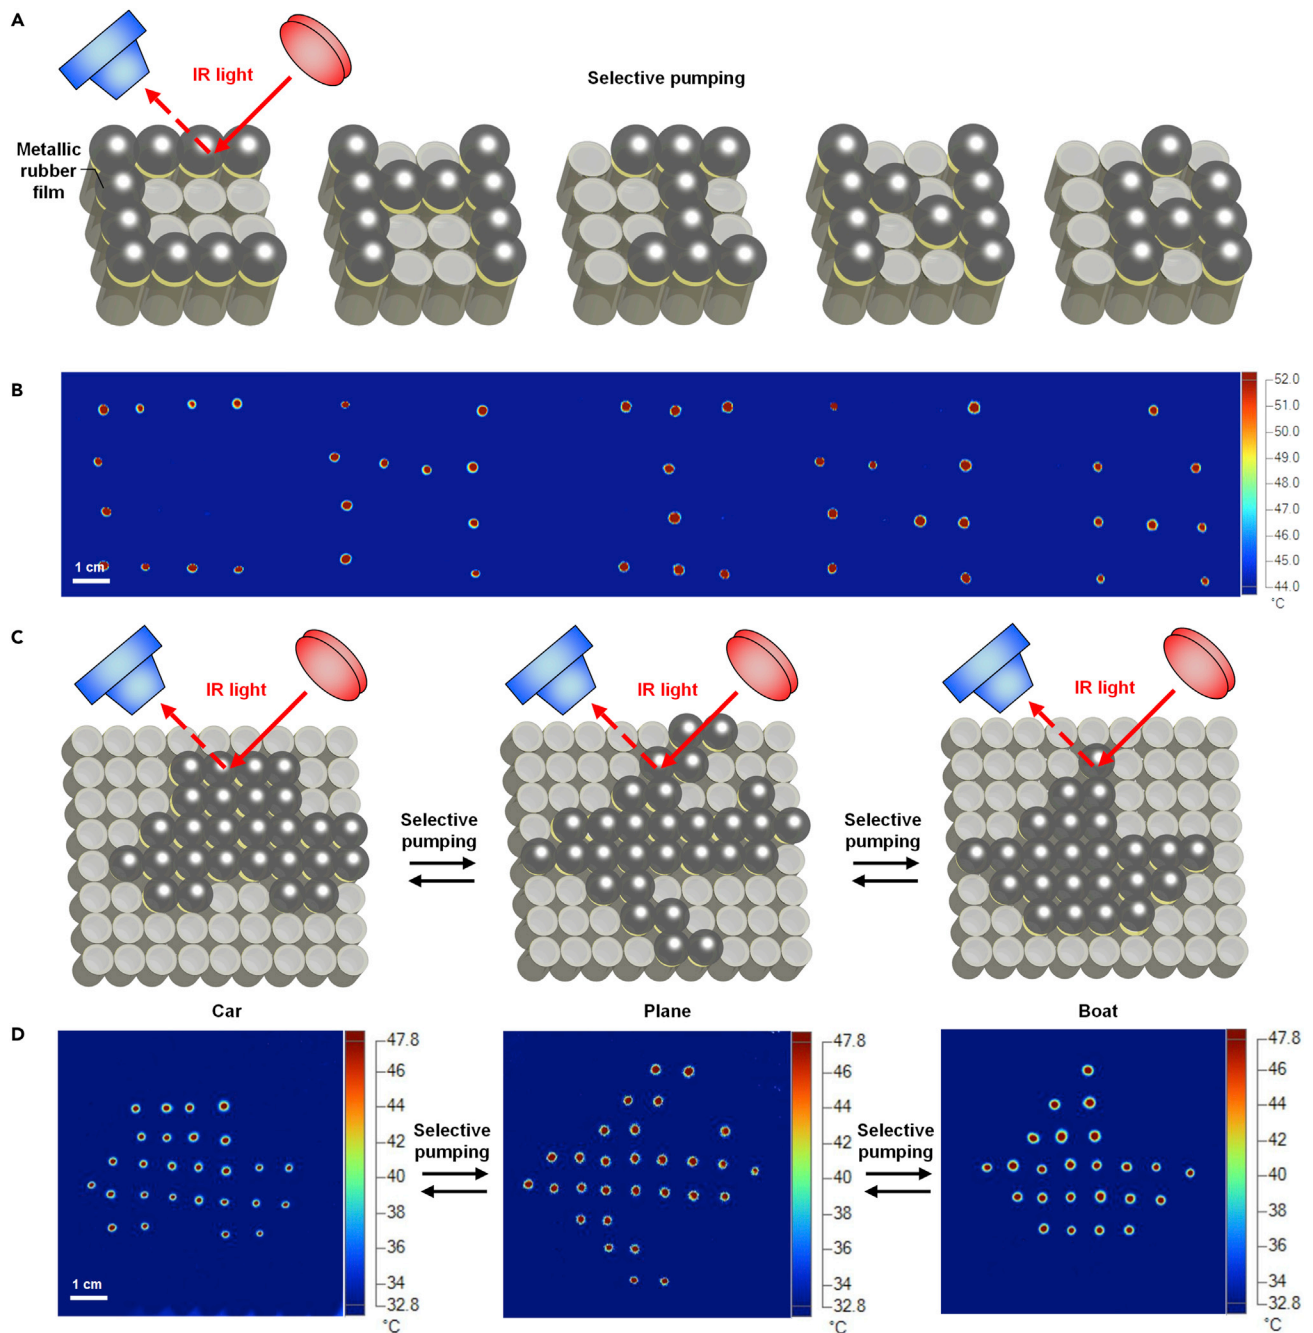 A
IR light
Selective pumping
Metallic
rubber
film
B
52.0
51.0
50.0
49.0
48.0
47.0
46.0
45.0
44.0
°C
1 cm
C
IR light
IR light
IR light
Selective
pumping
Selective
pumping
Car
Plane
Boat
D
47.8
46
44
42
40
38
36
34
32.8
°C
1 cm
Selective
pumping
47.8
46
44
42
40
38
36
34
32.8
°C
Selective
pumping
47.8
46
44
42
40
38
36
34
32.8
°C